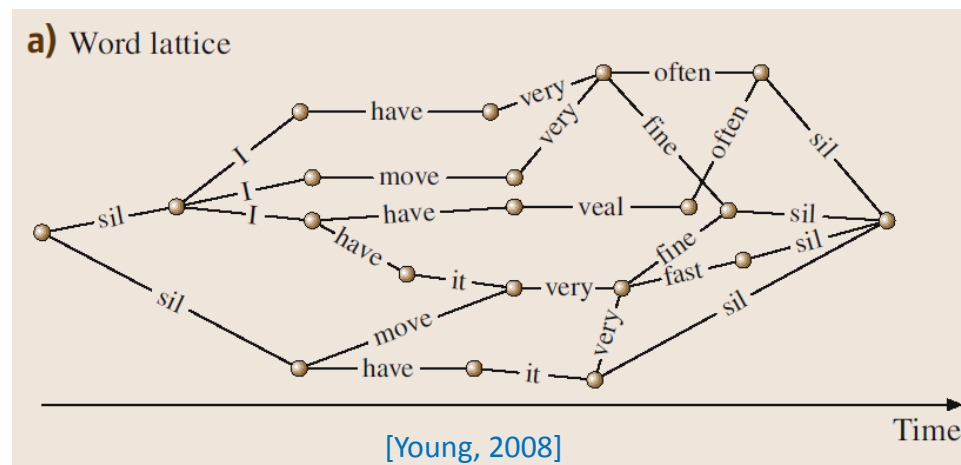 a) Word lattice
often
have
very
very
fine
often
sil
I
move
I
sil
I
have
veal
sil
have
fine
sil
it
very
fast
sil
move
very
sil
have
it
Time
[Young, 2008]